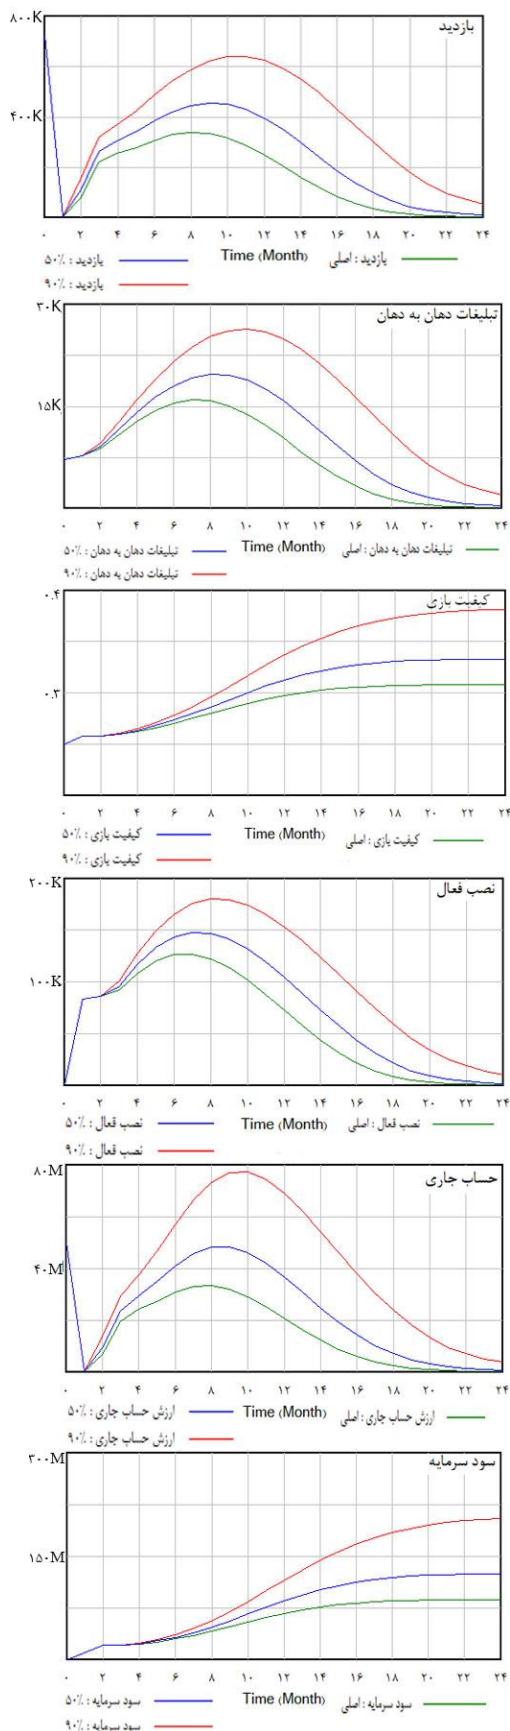 بازدید
۸۰۰K
۴۰۰K
۰ ۲ ۴ ۶ ۸ ۱۰ ۱۲ ۱۴ ۱۶ ۱۸ ۲۰ ۲۲ ۲۴
بازدید : ۵۰٪ Time (Month) بازدید : اصلی
بازدید : ۹۰٪
تبلیغات دهان به دهان
۳۰K
۱۵K
۰ ۲ ۴ ۶ ۸ ۱۰ ۱۲ ۱۴ ۱۶ ۱۸ ۲۰ ۲۲ ۲۴
تبلیغات دهان به دهان : ۵۰٪ Time (Month) تبلیغات دهان به دهان : اصلی
تبلیغات دهان به دهان : ۹۰٪
کیفیت بازی
۰.۴
۰.۳
۰ ۲ ۴ ۶ ۸ ۱۰ ۱۲ ۱۴ ۱۶ ۱۸ ۲۰ ۲۲ ۲۴
کیفیت بازی : ۵۰٪ Time (Month) کیفیت بازی : اصلی
کیفیت بازی : ۹۰٪
نصب فعال
۲۰۰K
۱۰۰K
۰ ۲ ۴ ۶ ۸ ۱۰ ۱۲ ۱۴ ۱۶ ۱۸ ۲۰ ۲۲ ۲۴
نصب فعال : ۵۰٪ Time (Month) نصب فعال : اصلی
نصب فعال : ۹۰٪
حساب جاری
۸۰M
۴۰M
۰ ۲ ۴ ۶ ۸ ۱۰ ۱۲ ۱۴ ۱۶ ۱۸ ۲۰ ۲۲ ۲۴
ارزش حساب جاری : ۵۰٪ Time (Month) ارزش حساب جاری : اصلی
ارزش حساب جاری : ۹۰٪
سود سرمایه
۳۰۰M
۱۵۰M
۰ ۲ ۴ ۶ ۸ ۱۰ ۱۲ ۱۴ ۱۶ ۱۸ ۲۰ ۲۲ ۲۴
سود سرمایه : ۵۰٪ Time (Month) سود سرمایه : اصلی
سود سرمایه : ۹۰٪